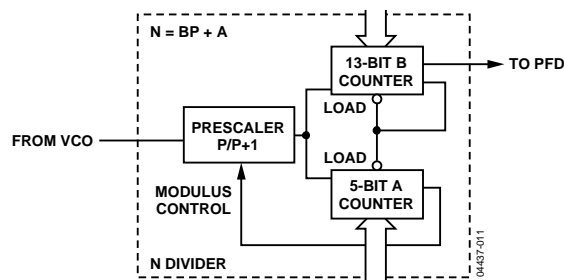 N = BP + A
13-BIT B
COUNTER
TO PFD
LOAD
PRESCALER
P/P+1
FROM VCO
LOAD
MODULUS
CONTROL
5-BIT A
COUNTER
N DIVIDER
04437-011